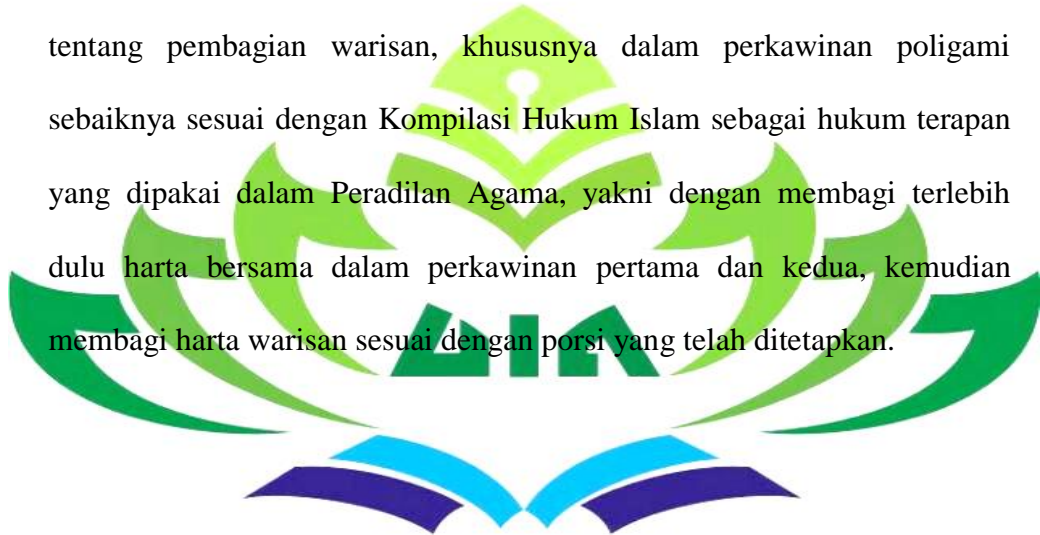 tentang pembagian warisan, khususnya dalam perkawinan poligami
sebaiknya sesuai dengan Kompilasi Hukum Islam sebagai hukum terapan
yang dipakai dalam Peradilan Agama, yakni dengan membagi terlebih
dulu harta bersama dalam perkawinan pertama dan kedua, kemudian
membagi harta warisan sesuai dengan porsi yang telah ditetapkan.